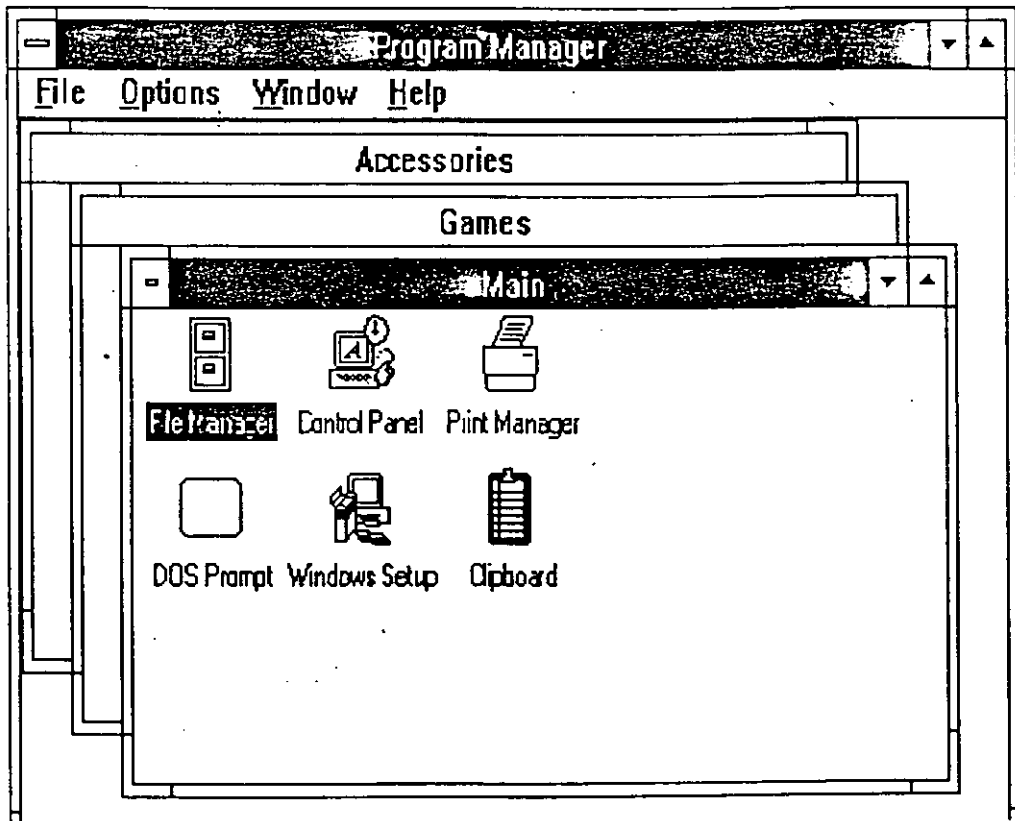 Program Manager
File Options Window Help
Accessories
Games
Main
File Manager Control Panel Print Manager
DOS Prompt Windows Setup Clipboard